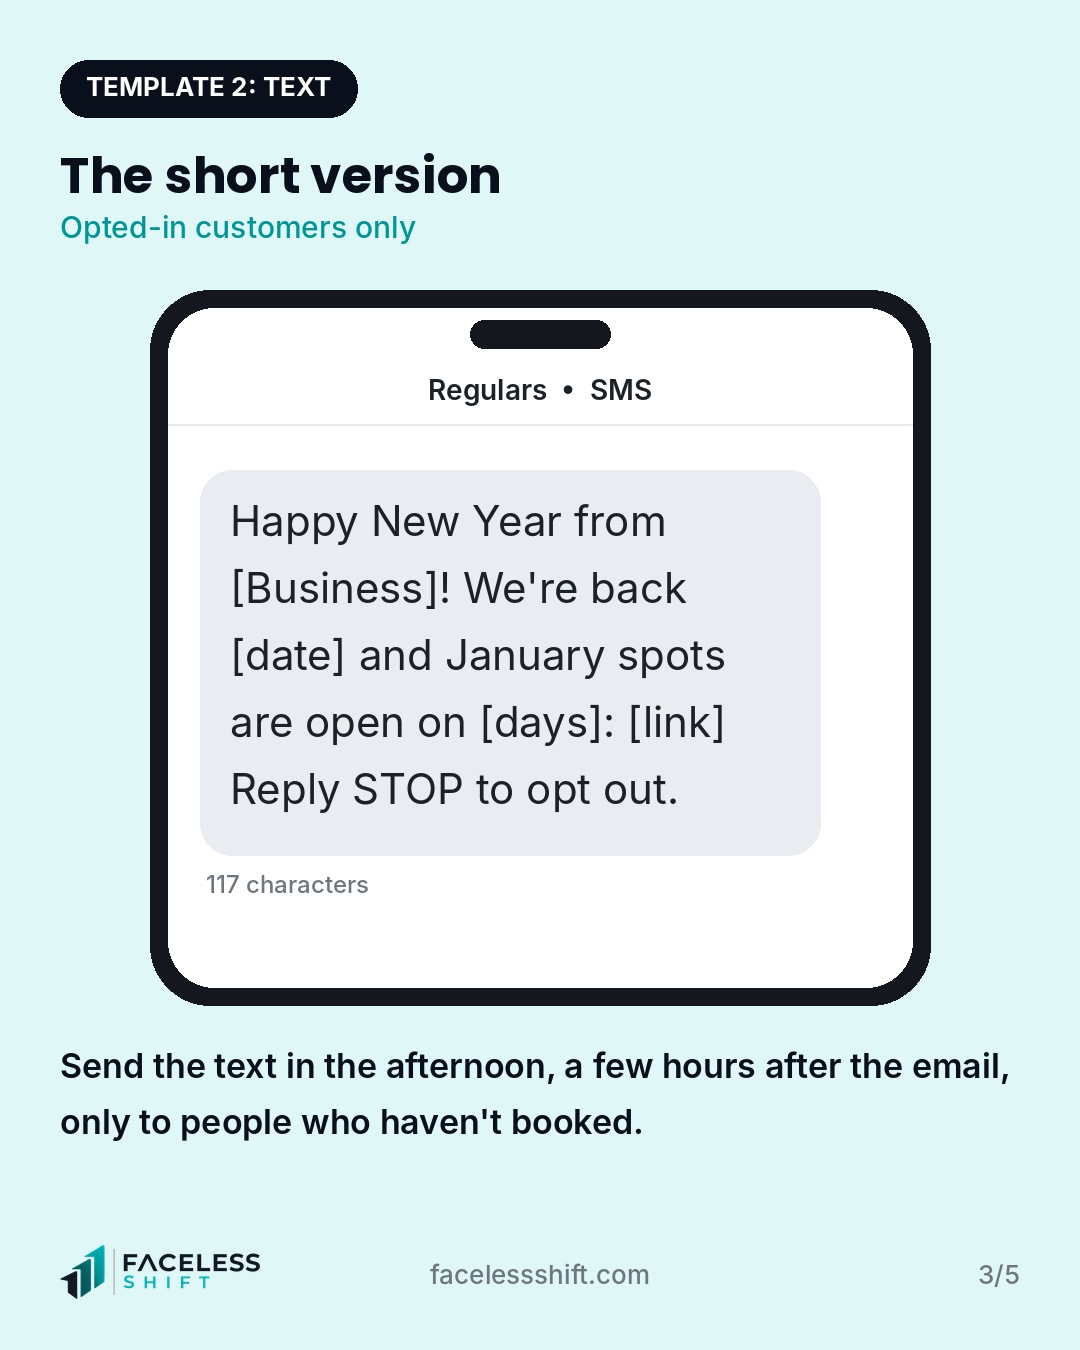 TEMPLATE 2: TEXT
The short version
Opted-in customers only
Regulars • SMS
Happy New Year from
[Business]! We're back
[date] and January spots
are open on [days]: [link]
Reply STOP to opt out.
117 characters
Send the text in the afternoon, a few hours after the email,
only to people who haven't booked.
FACELESS
SHIFT
facelessshift.com
3/5